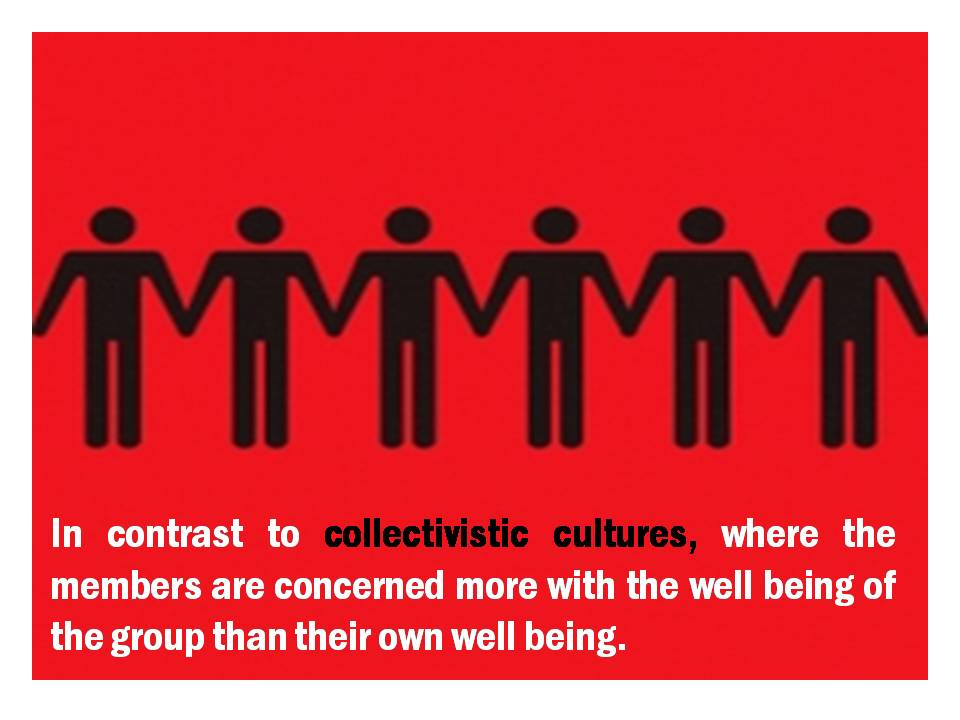 In contrast to collectivistic cultures, where the
members are concerned more with the well being of
the group than their own well being.